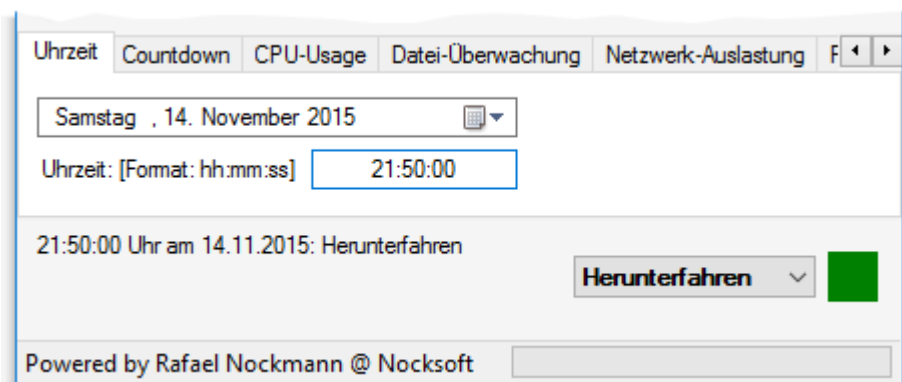 Uhrzeit Countdown CPU-Usage Datei-Überwachung Netzwerk-Auslastung
Samstag , 14. November 2015
Uhrzeit: [Format: hh:mm:ss] 21:50:00
21:50:00 Uhr am 14.11.2015: Herunterfahren
Herunterfahren
Powered by Rafael Nockmann @ Nocksoft